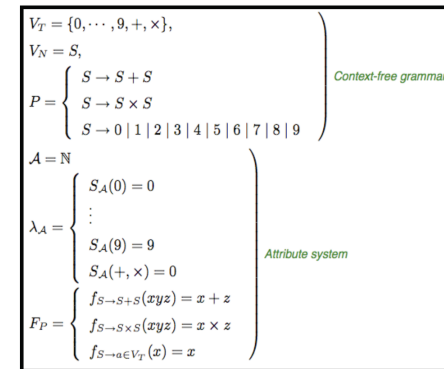 V_T = {0, ⋯, 9, +, ×},
V_N = S,
P = { S → S + S
S → S × S
S → 0 | 1 | 2 | 3 | 4 | 5 | 6 | 7 | 8 | 9
Context-free grammar
𝒜 = ℕ
λ_𝒜 = { S_𝒜(0) = 0
⋮
S_𝒜(9) = 9
S_𝒜(+, ×) = 0
F_P = { f_{S→S+S}(xyz) = x + z
f_{S→S×S}(xyz) = x × z
f_{S→a∈V_T}(x) = x
Attribute system